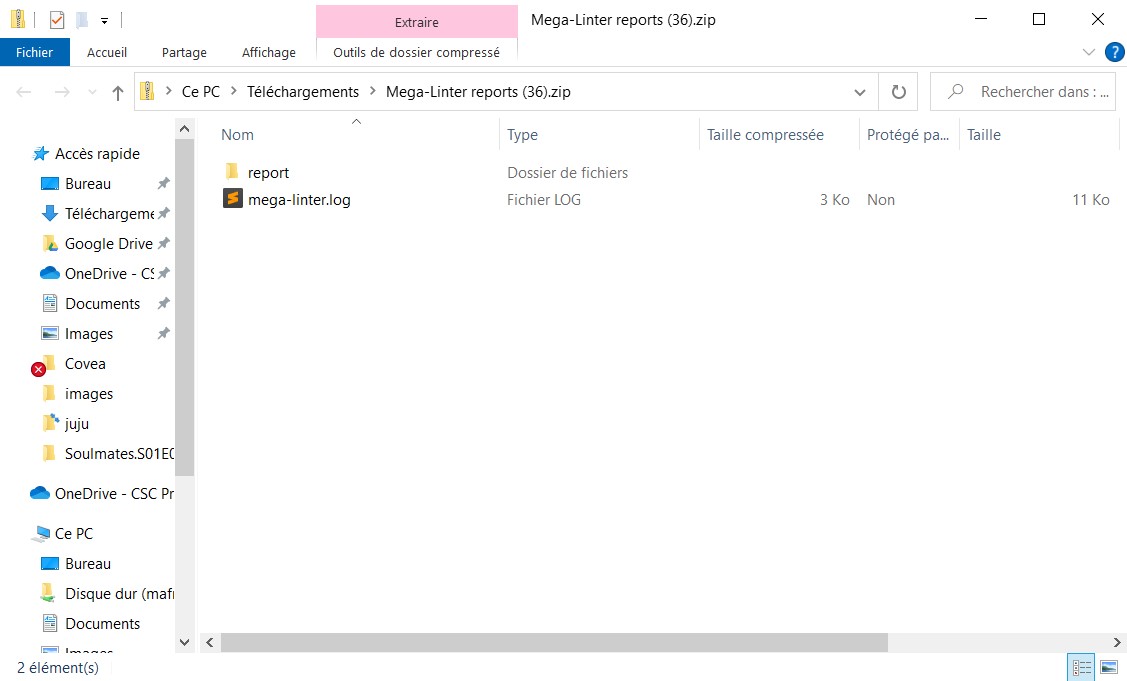 Extraire
Mega-Linter reports (36).zip
Fichier
Accueil
Partage
Affichage
Outils de dossier compressé
?
Ce PC
Téléchargements
Mega-Linter reports (36).zip
Rechercher dans : ...
Nom
Type
Taille compressée
Protégé pa...
Taille
report
Dossier de fichiers
mega-linter.log
Fichier LOG
3 Ko
Non
11 Ko
Accès rapide
Bureau
Téléchargeme
Google Drive
OneDrive - CS
Documents
Images
Covea
images
juju
Soulmates.S01E0
OneDrive - CSC Pr
Ce PC
Bureau
Disque dur (mafr
Documents
Images
2 élément(s)